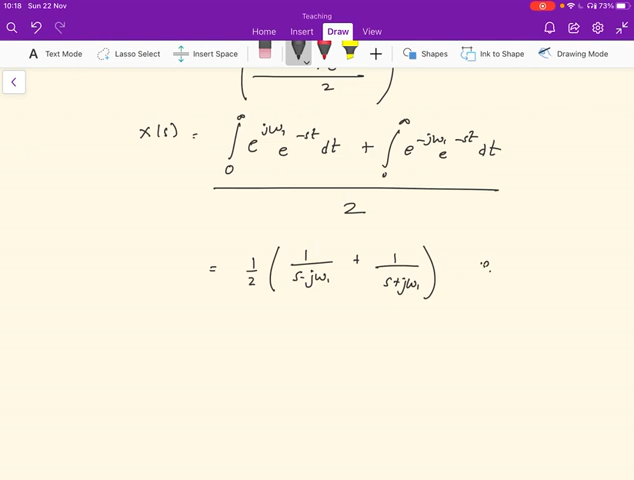 10:18 Sun 22 Nov
73%
Teaching
Home Insert Draw View
Text Mode Lasso Select Insert Space Shapes Ink to Shape Drawing Mode
2
X(s) = ∫₀^∞ e^{jω₁} e^{-st} dt + ∫₀^∞ e^{-jω₁} e^{-st} dt
2
= 1/2 ( 1/(s-jω₁) + 1/(s+jω₁) )